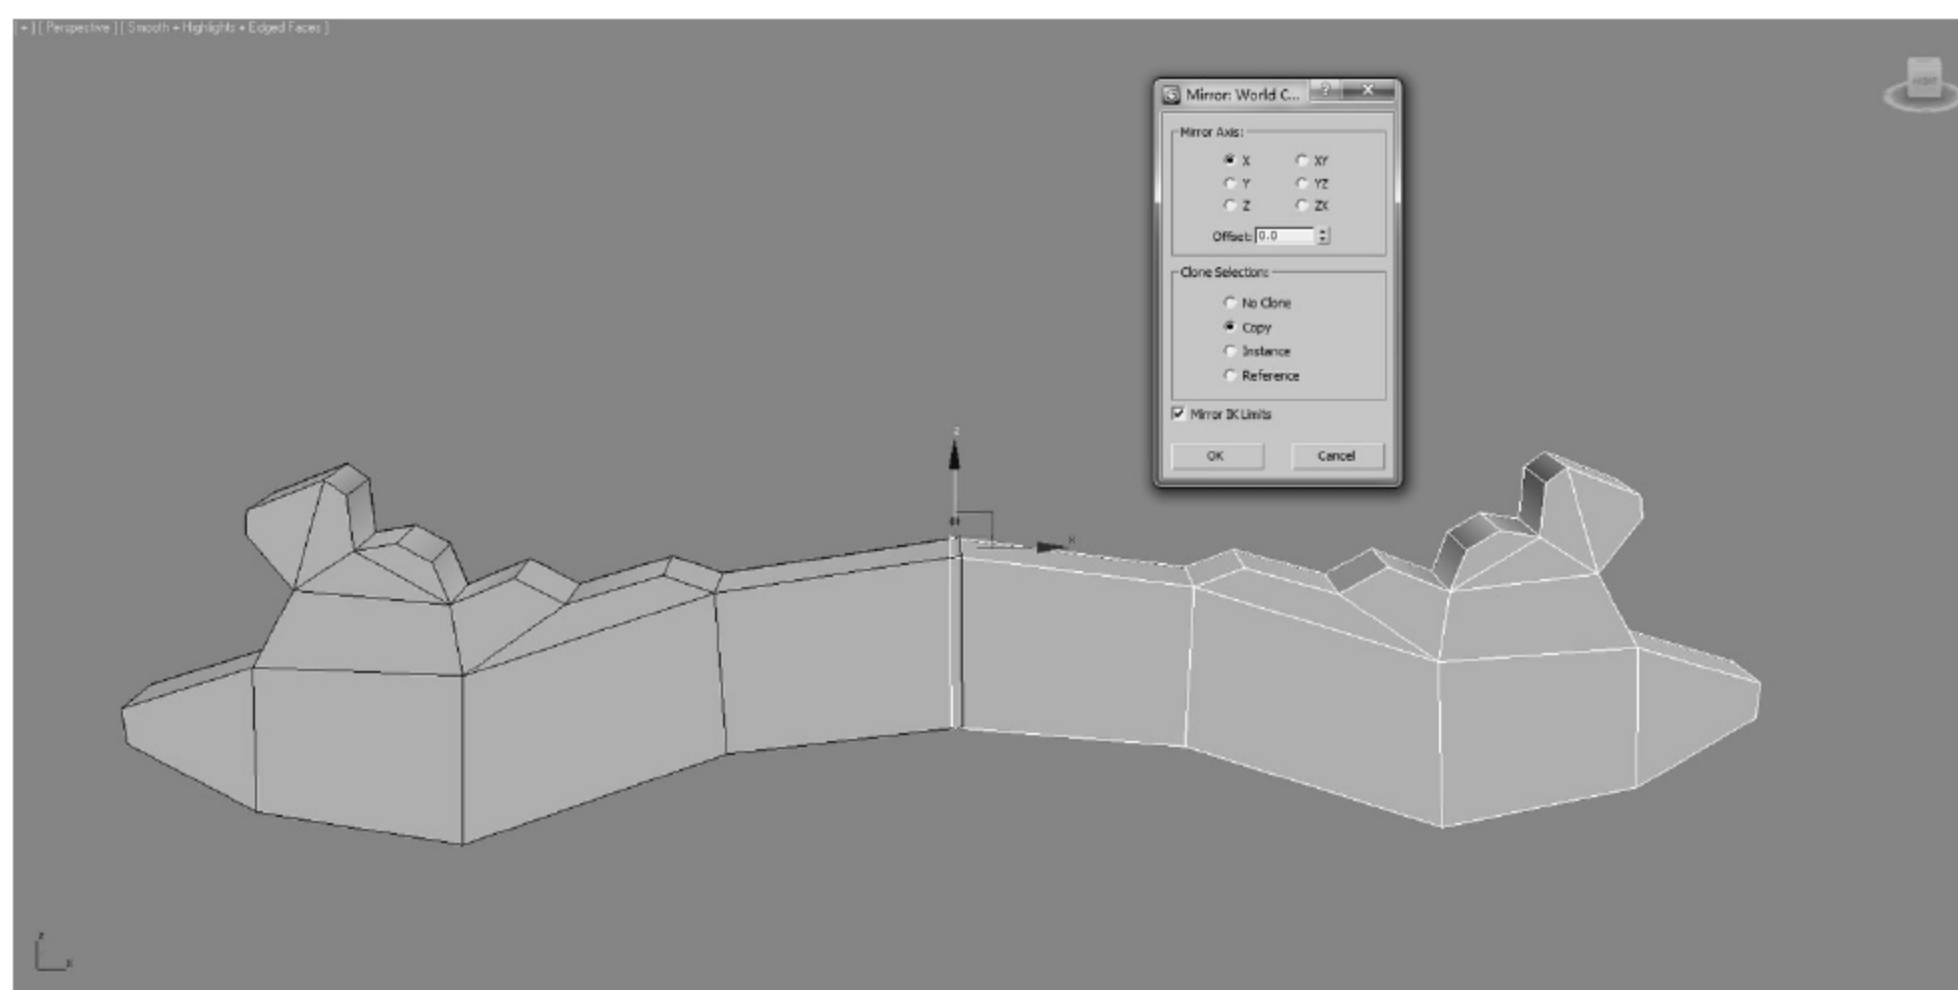 [ + ] [ Perspective ] [ Smooth + Highlights + Edged Faces ]
Mirror: World C... ?
Mirror Axis:
X XY
Y YZ
Z ZX
Offset: 0.0
Clone Selection:
No Clone
Copy
Instance
Reference
Mirror IK Limits
OK Cancel
z
x
z
x